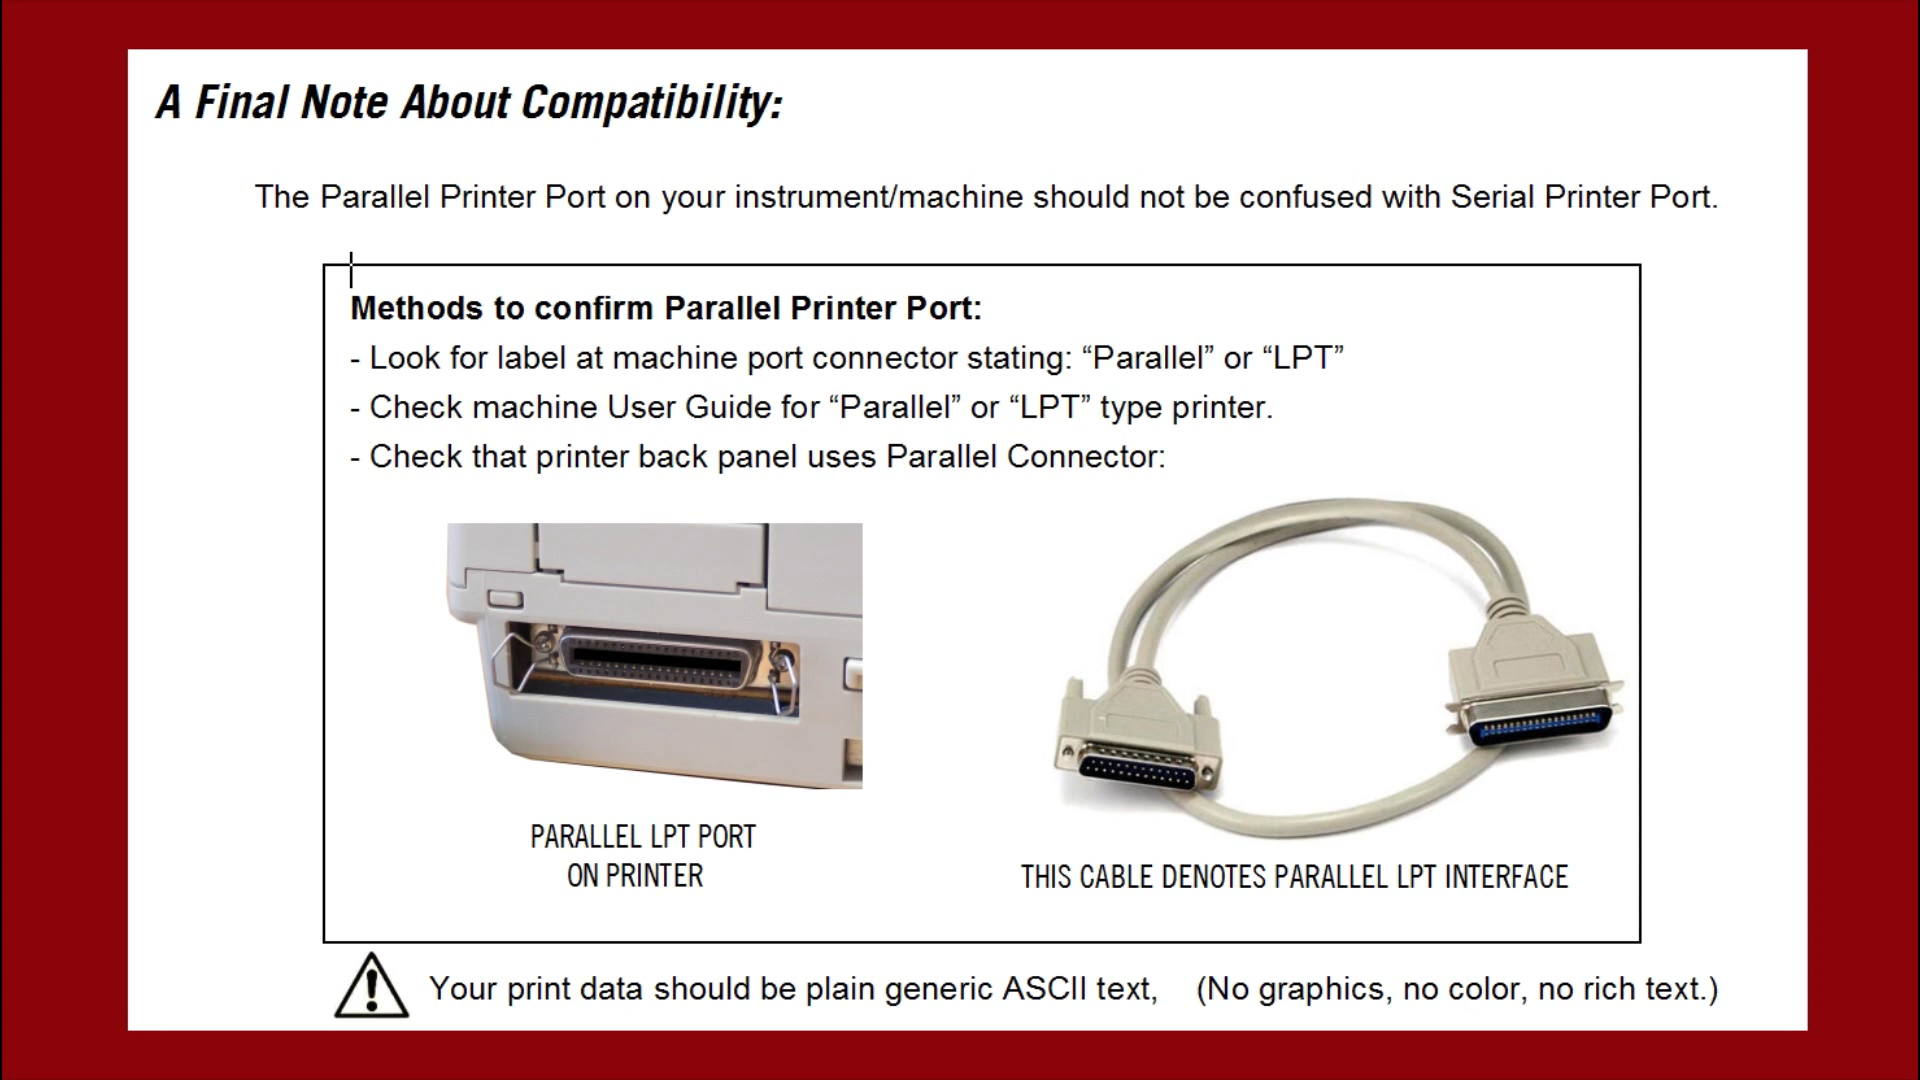 A Final Note About Compatibility:
The Parallel Printer Port on your instrument/machine should not be confused with Serial Printer Port.
Methods to confirm Parallel Printer Port:
- Look for label at machine port connector stating: “Parallel” or “LPT”
- Check machine User Guide for “Parallel” or “LPT” type printer.
- Check that printer back panel uses Parallel Connector:
PARALLEL LPT PORT
ON PRINTER
THIS CABLE DENOTES PARALLEL LPT INTERFACE
Your print data should be plain generic ASCII text, (No graphics, no color, no rich text.)